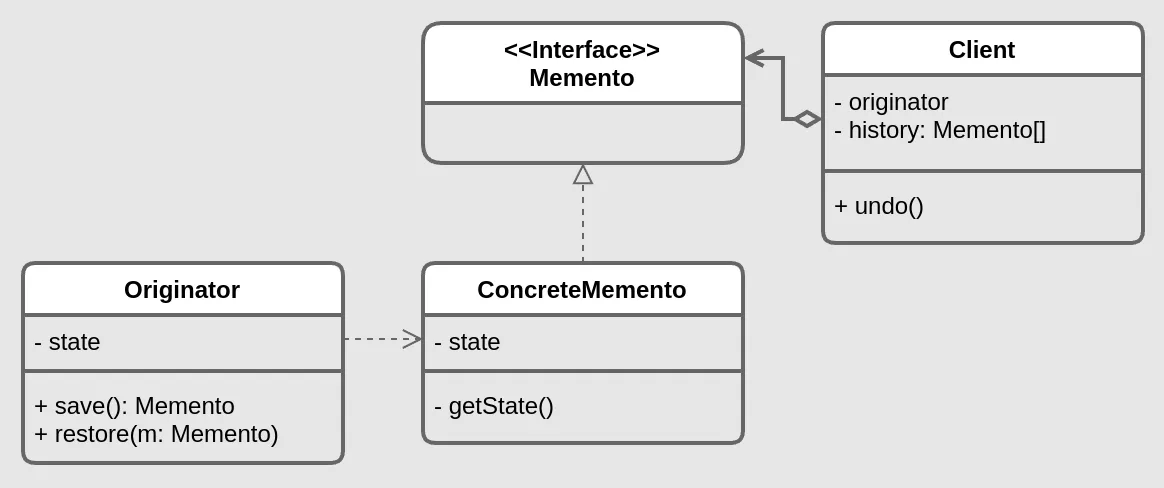 <<Interface>>
Memento
Client
- originator
- history: Memento[]
+ undo()
Originator
- state
+ save(): Memento
+ restore(m: Memento)
ConcreteMemento
- state
- getState()